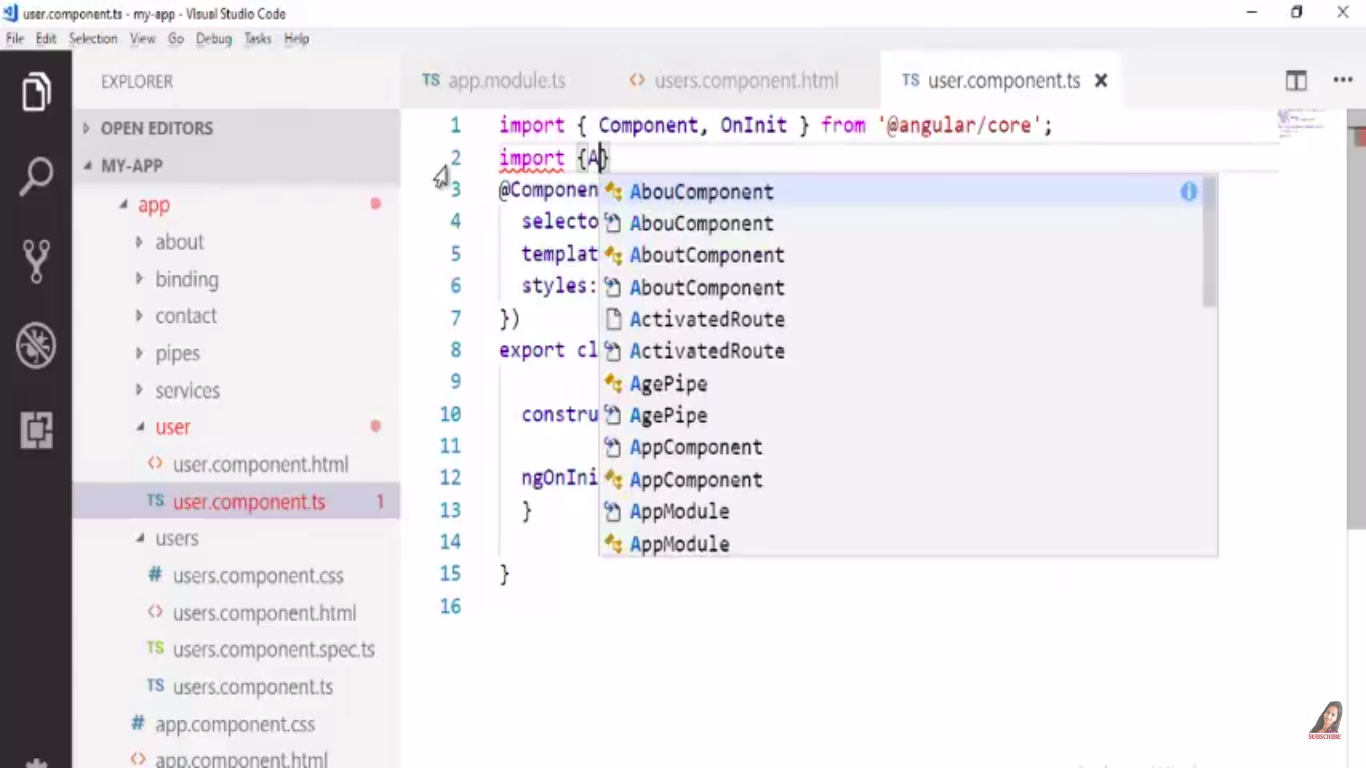 user.component.ts - my-app - Visual Studio Code
File Edit Selection View Go Debug Tasks Help
EXPLORER
OPEN EDITORS
MY-APP
app
about
binding
contact
pipes
services
user
user.component.html
TS user.component.ts 1
users
# users.component.css
<> users.component.html
TS users.component.spec.ts
TS users.component.ts
# app.component.css
<> app.component.html
TS app.module.ts <> users.component.html TS user.component.ts
1 import { Component, OnInit } from '@angular/core';
2 import {A}
3 @Componen
4 selecto
5 templat
6 styles:
7 })
8 export cl
9
10 constru
11
12 ngOnIni
13 }
14
15 }
16
AbouComponent
AbouComponent
AboutComponent
AboutComponent
ActivatedRoute
ActivatedRoute
AgePipe
AgePipe
AppComponent
AppComponent
AppModule
AppModule
SUBSCRIBE